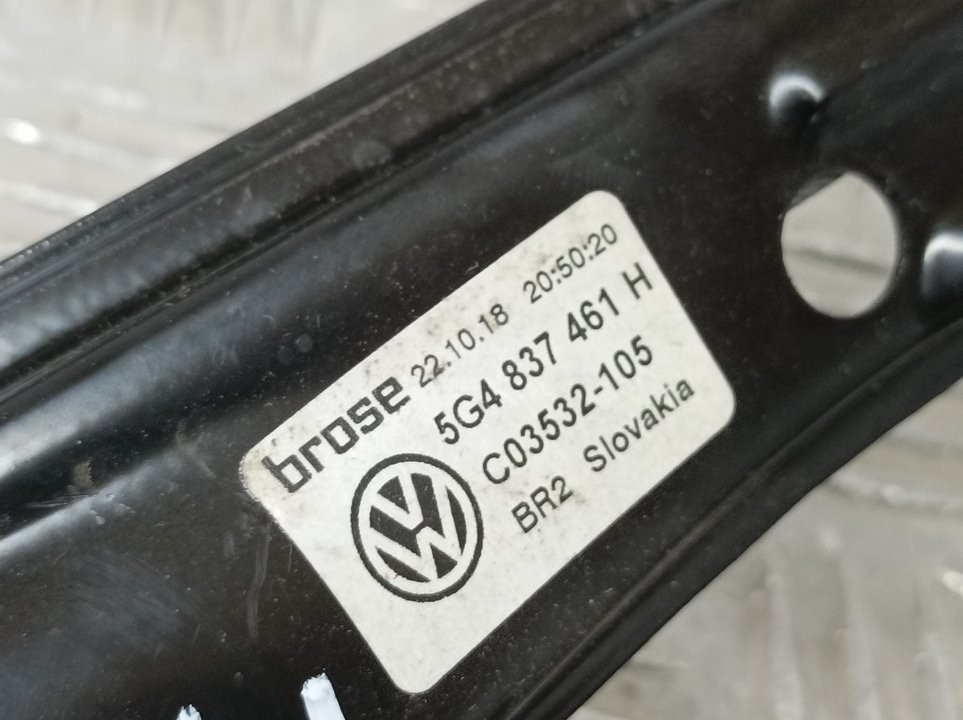 brose 22.10.18 20:50:20
5G4 837 461 H
C03532-105
BR2 Slovakia